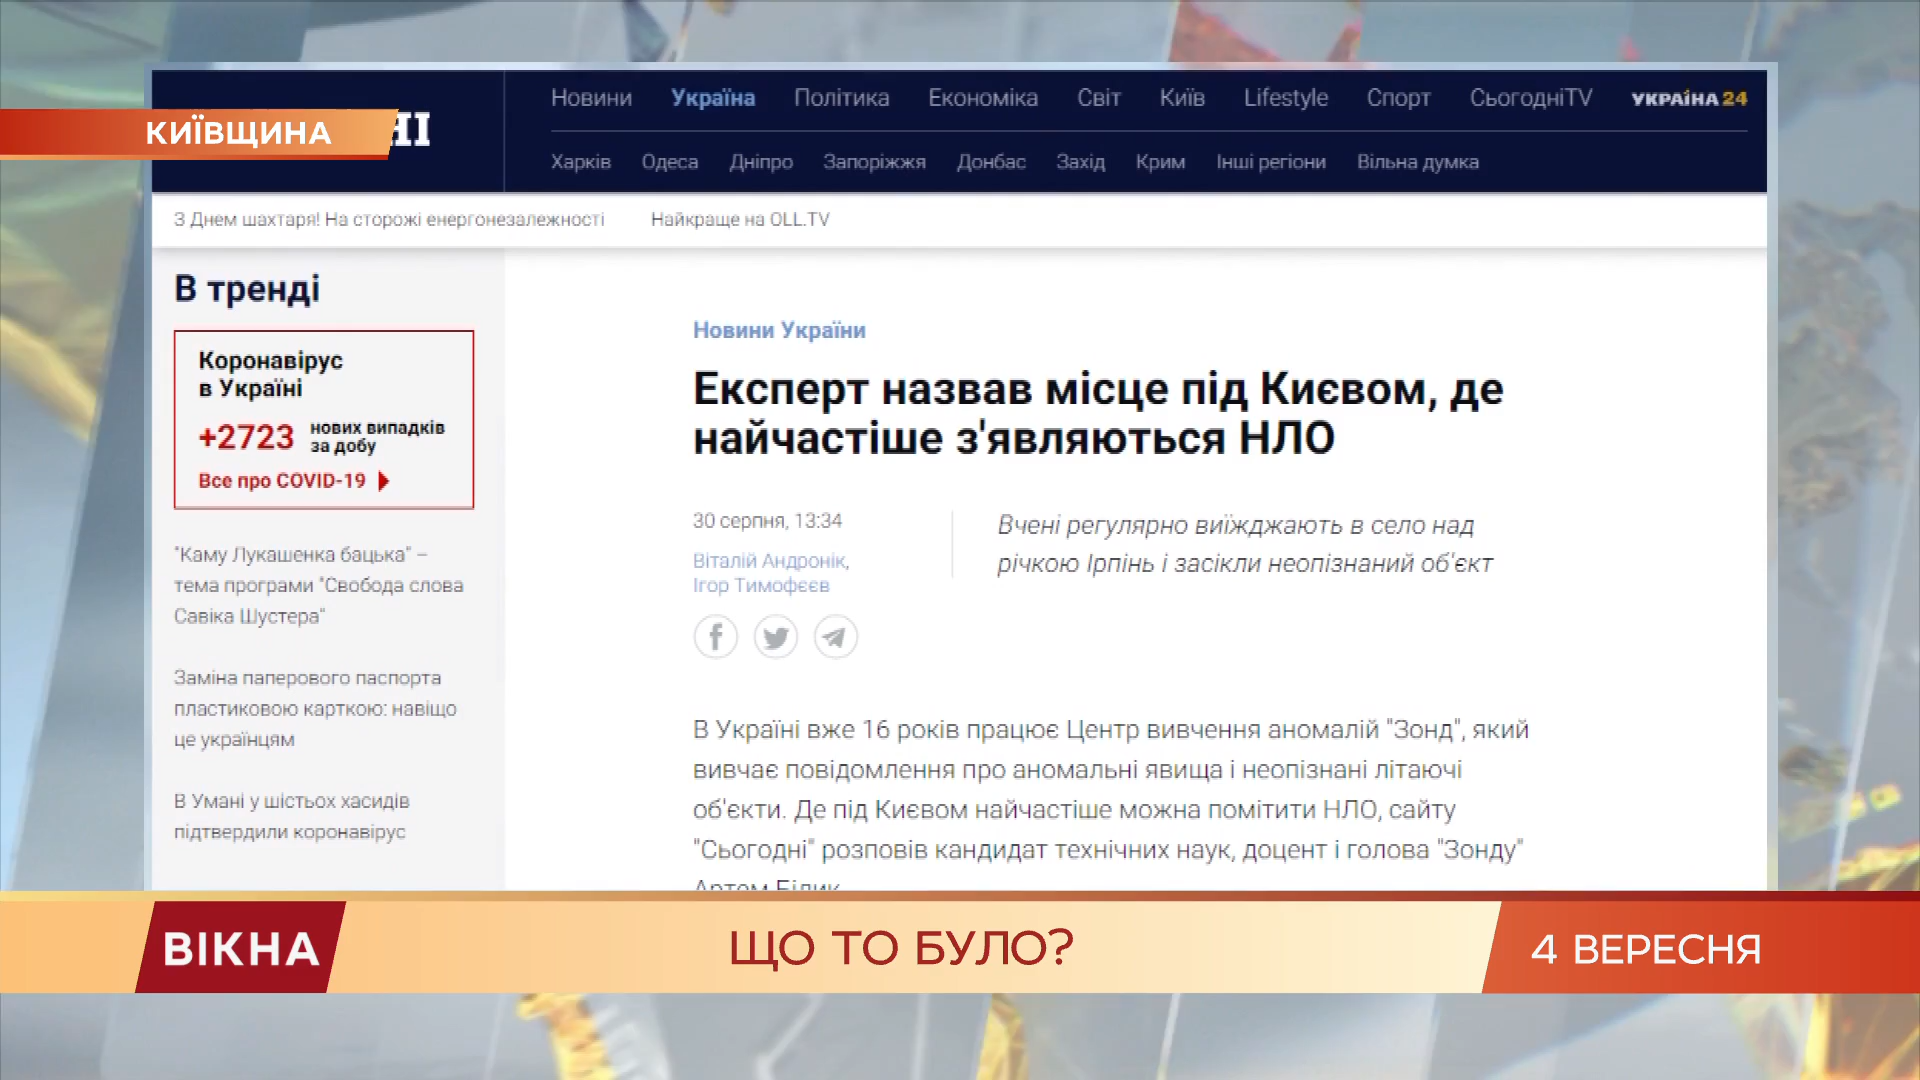 КИЇВЩИНА
Новини Україна Політика Економіка Світ Київ Lifestyle Спорт СьогодніTV УКРАЇНА 24
Харків Одеса Дніпро Запоріжжя Донбас Захід Крим Інші регіони Вільна думка
З Днем шахтаря! На сторожі енергонезалежності Найкраще на OLL.TV
В тренді
Коронавірус
в Україні
+2723 нових випадків
за добу
Все про COVID-19
"Каму Лукашенка бацька" –
тема програми "Свобода слова
Савіка Шустера"
Заміна паперового паспорта
пластиковою карткою: навіщо
це українцям
В Умані у шістьох хасидів
підтвердили коронавірус
Новини України
Експерт назвав місце під Києвом, де
найчастіше з'являються НЛО
30 серпня, 13:34
Віталій Андронік,
Ігор Тимофєєв
Вчені регулярно виїжджають в село над
річкою Ірпінь і засікли неопізнаний об'єкт
В Україні вже 16 років працює Центр вивчення аномалій "Зонд", який
вивчає повідомлення про аномальні явища і неопізнані літаючі
об'єкти. Де під Києвом найчастіше можна помітити НЛО, сайту
"Сьогодні" розповів кандидат технічних наук, доцент і голова "Зонду"
Артем Білик
ВІКНА
ЩО ТО БУЛО?
4 ВЕРЕСНЯ